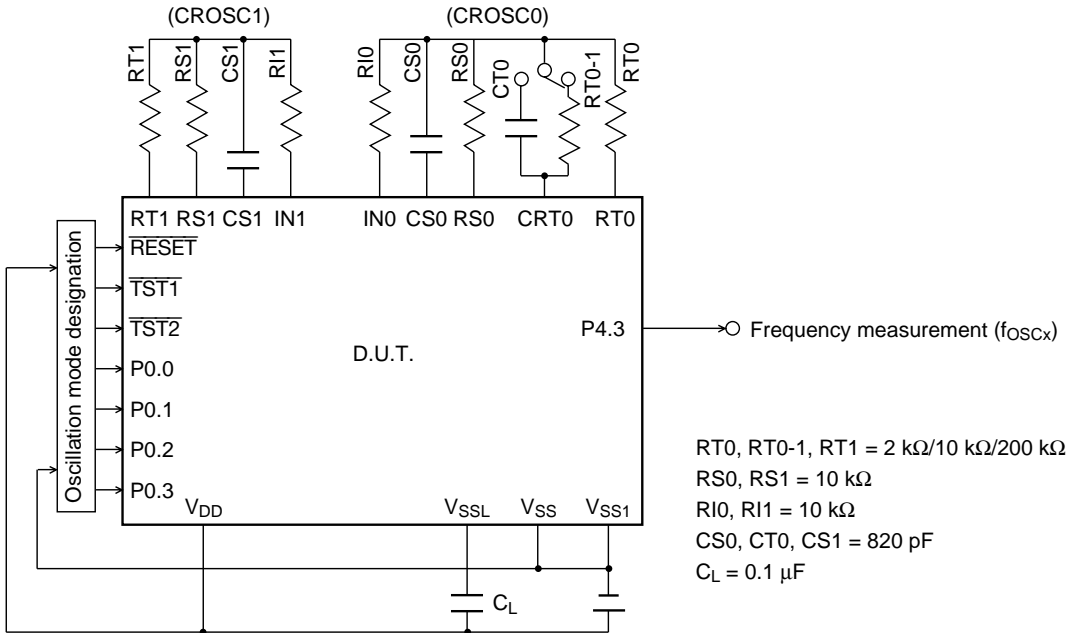 (CROSC1)
(CROSC0)
RT1
RS1
CS1
RI1
RI0
CS0
RS0
CT0
RT0-1
RT0
RT1 RS1 CS1 IN1 IN0 CS0 RS0 CRT0 RT0
Oscillation mode designation
RESET
TST1
TST2
P0.0
P0.1
P0.2
P0.3
D.U.T.
P4.3
Frequency measurement (fOSCx)
VDD VSSL VSS VSS1
CL
RT0, RT0-1, RT1 = 2 kΩ/10 kΩ/200 kΩ
RS0, RS1 = 10 kΩ
RI0, RI1 = 10 kΩ
CS0, CT0, CS1 = 820 pF
CL = 0.1 µF